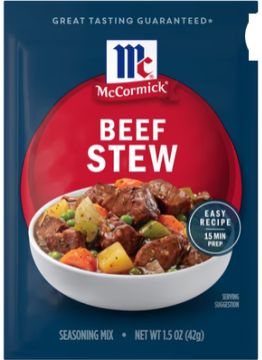 GREAT TASTING GUARANTEED*
Mc
McCormick®
BEEF
STEW
EASY
RECIPE
15 MIN
PREP
SERVING
SUGGESTION
SEASONING MIX • NET WT 1.5 OZ (42g)